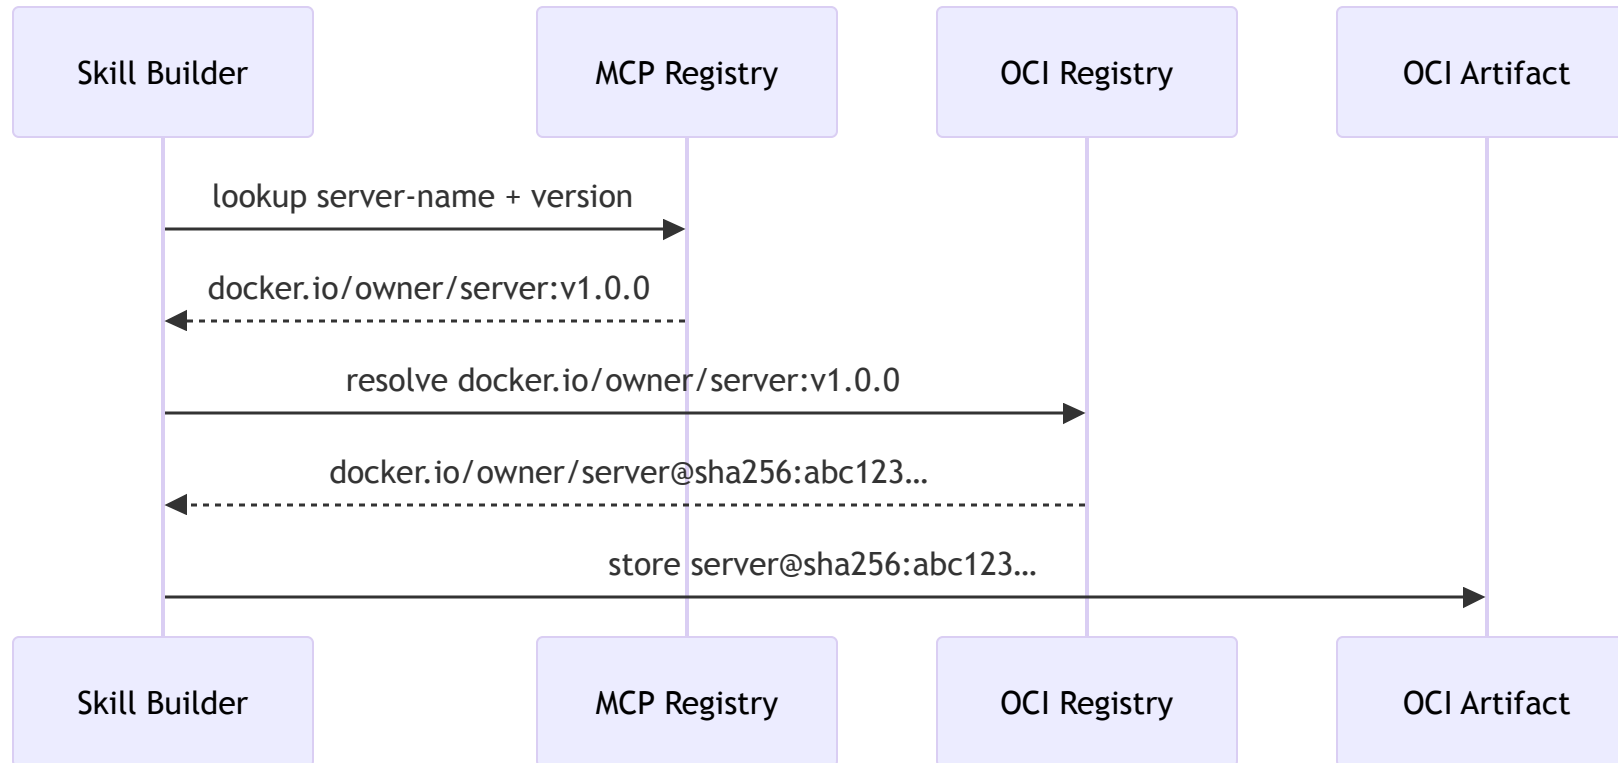 Skill Builder
MCP Registry
OCI Registry
OCI Artifact
lookup server-name + version
docker.io/owner/server:v1.0.0
resolve docker.io/owner/server:v1.0.0
docker.io/owner/server@sha256:abc123…
store server@sha256:abc123…
Skill Builder
MCP Registry
OCI Registry
OCI Artifact